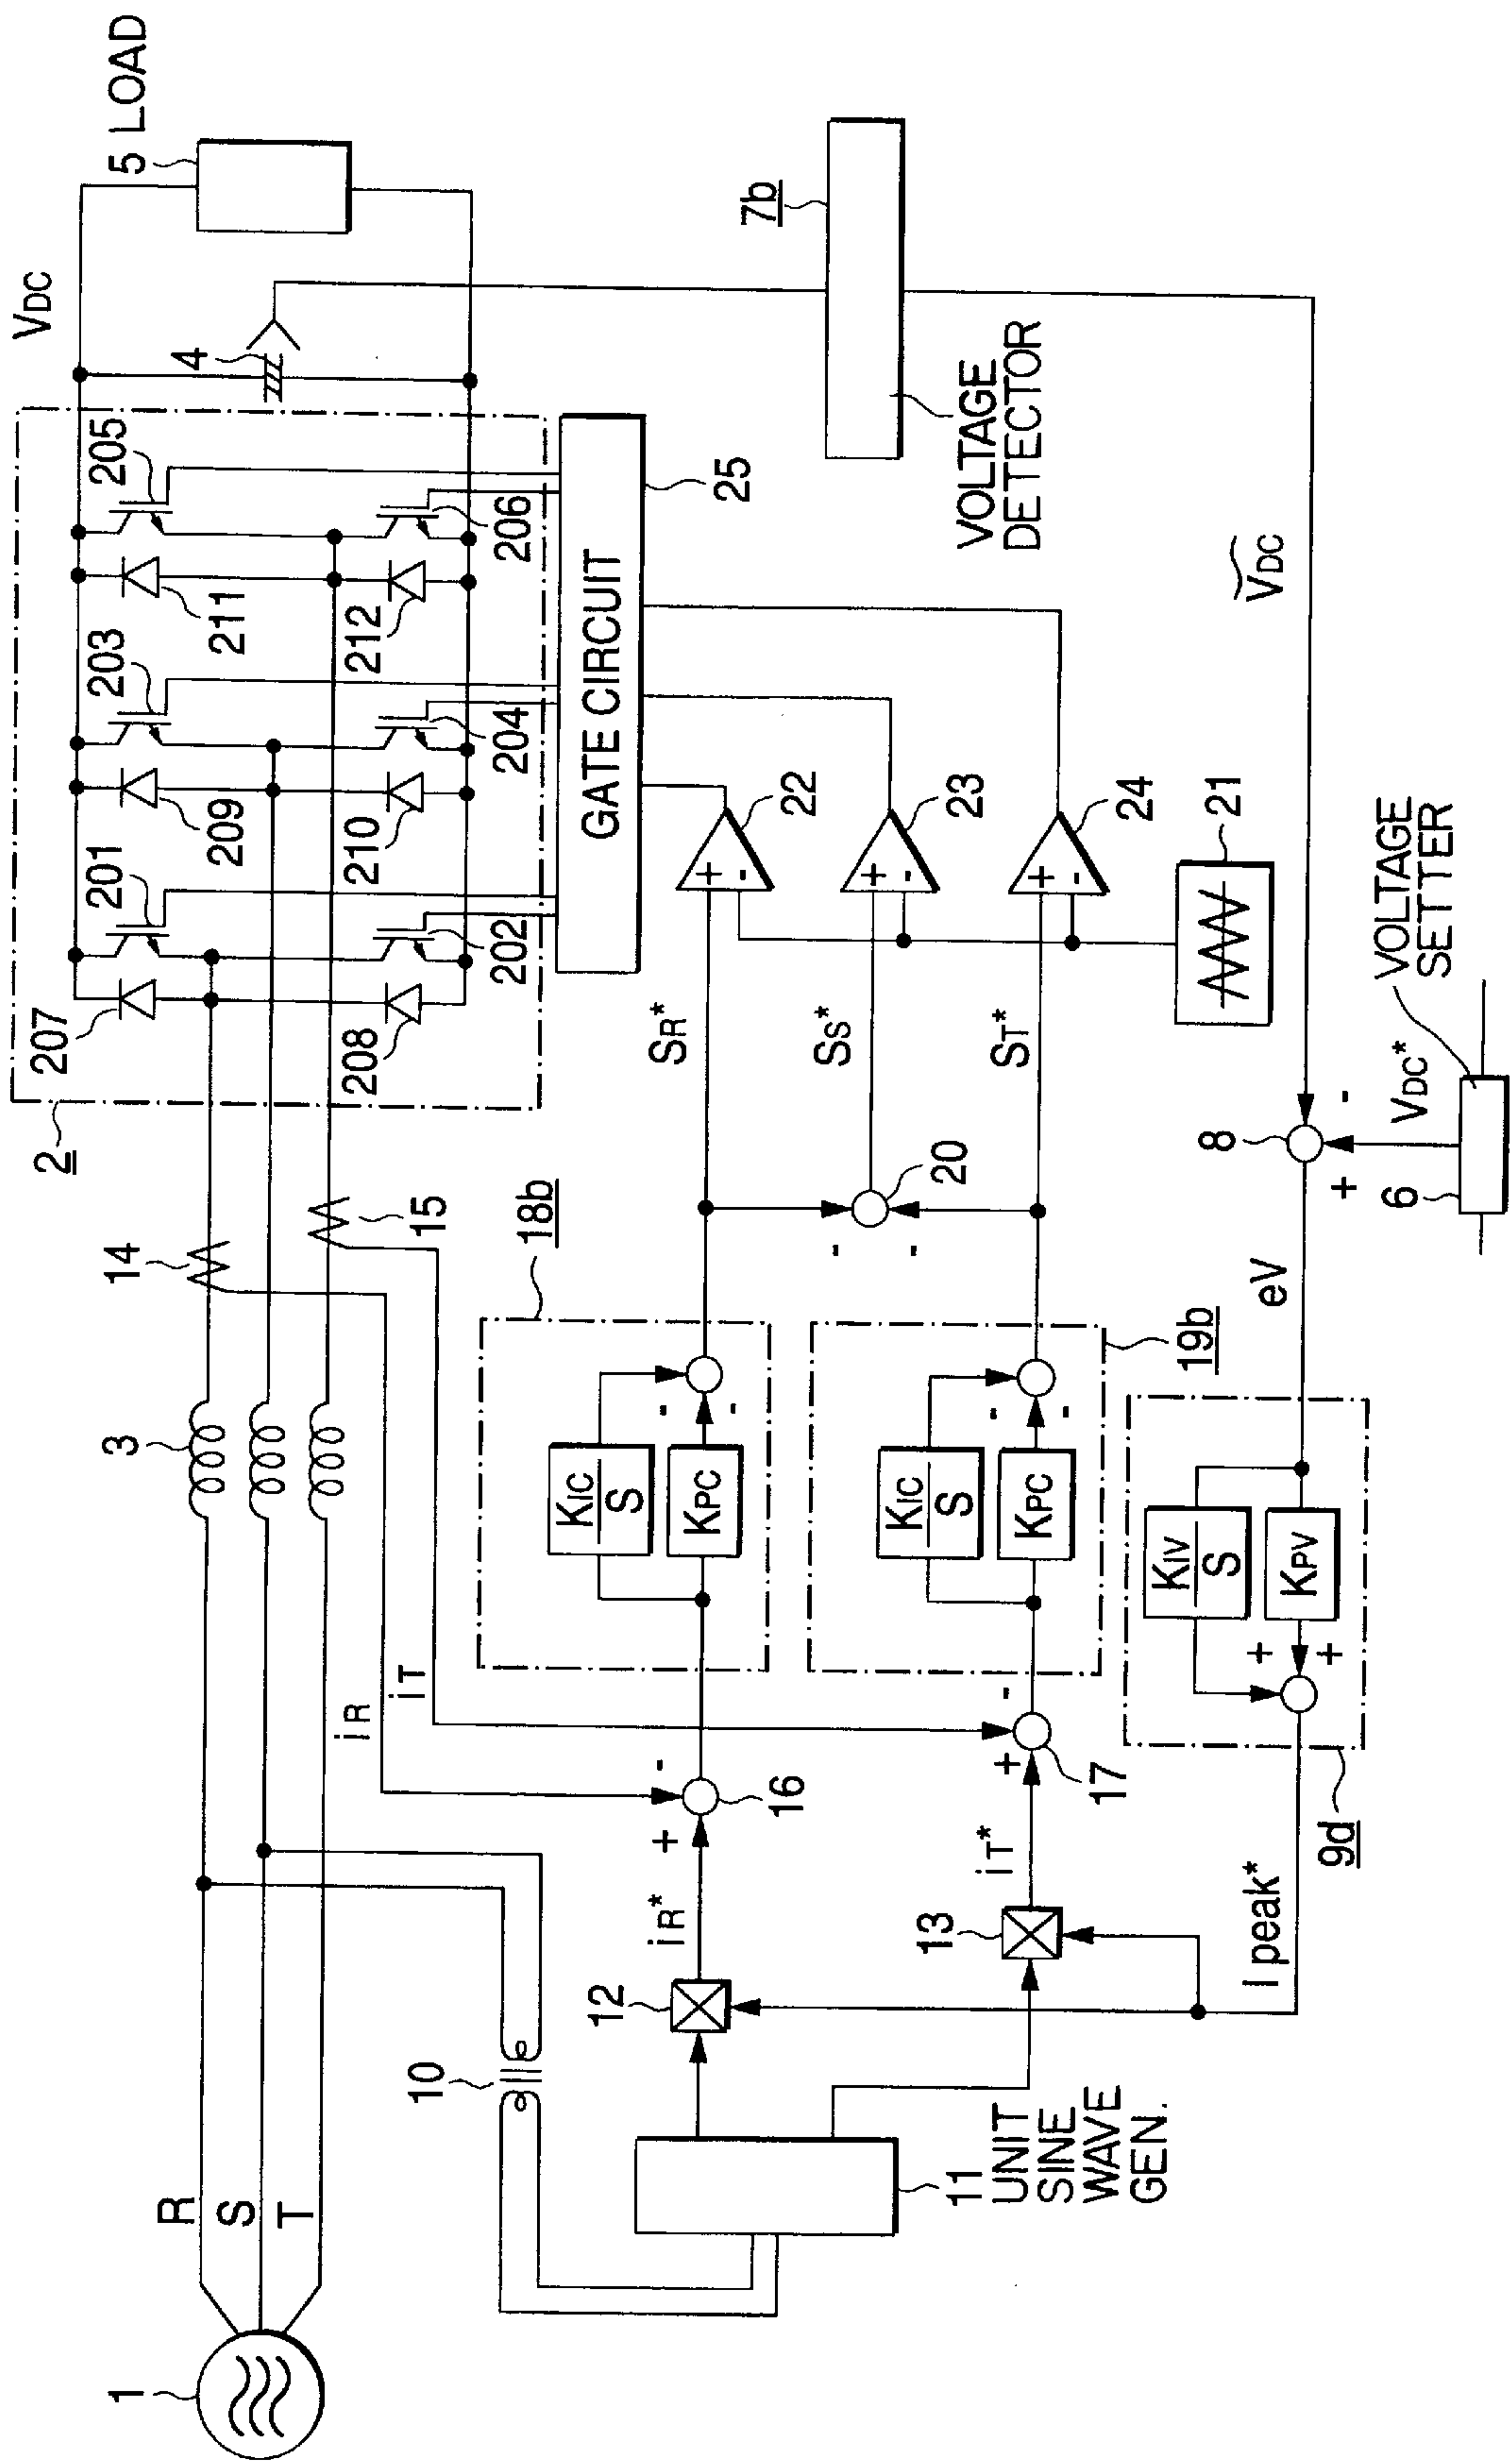 1
R
S
T
3
14
15
2
207
201
209
203
211
205
208
202
210
204
212
206
4
VDC
5 LOAD
iR
iT
GATE CIRCUIT
25
10
11
UNIT
SINE
WAVE
GEN.
12
iR*
+
-
16
KIC
S
KPC
-
-
18b
SR*
+
-
22
20
-
-
SS*
+
-
23
13
iT*
+
-
17
KIC
S
KPC
-
-
19b
ST*
+
-
24
21
7b
VOLTAGE
DETECTOR
I peak*
9d
KIV
S
KPV
+
+
eV
8
+
-
VDC*
6
VOLTAGE
SETTER
ṼDC